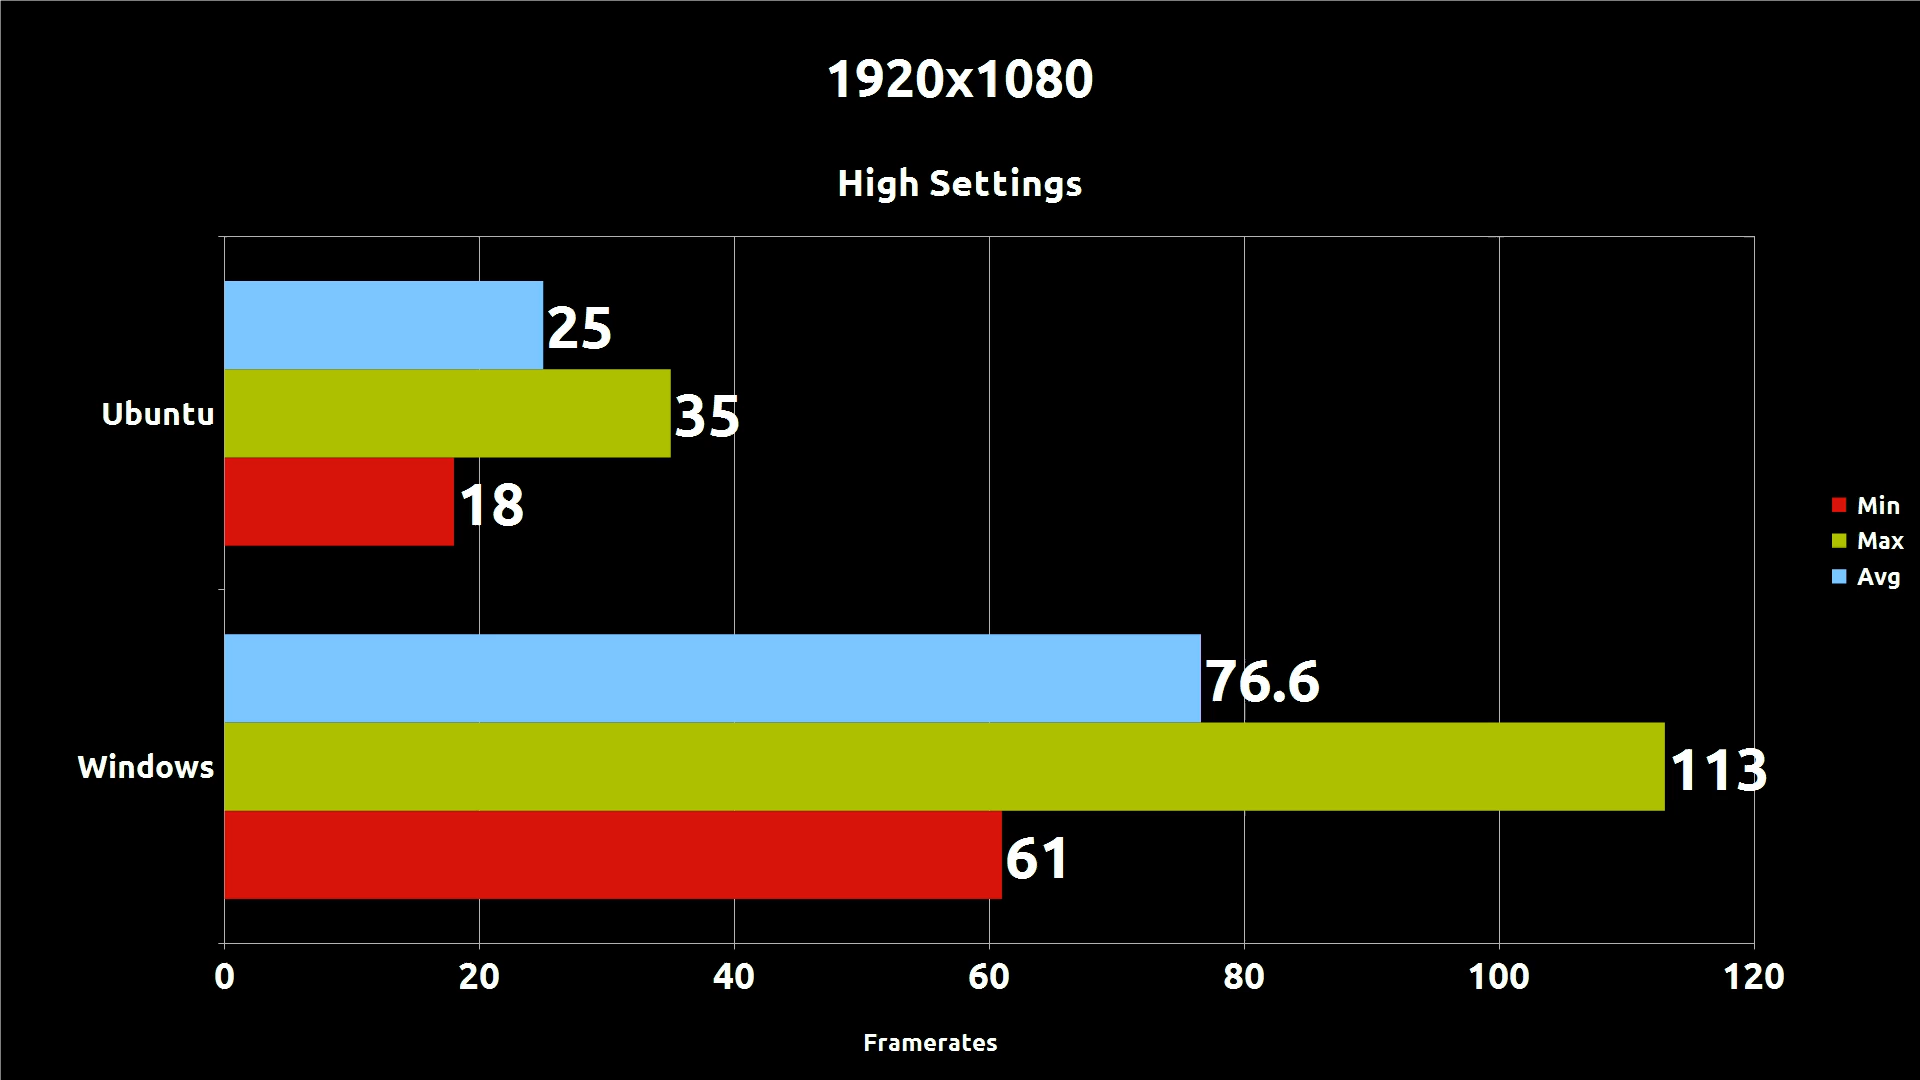 1920x1080
High Settings
25
Ubuntu
35
18
Min
Max
Avg
76.6
Windows
113
61
0 20 40 60 80 100 120
Framerates